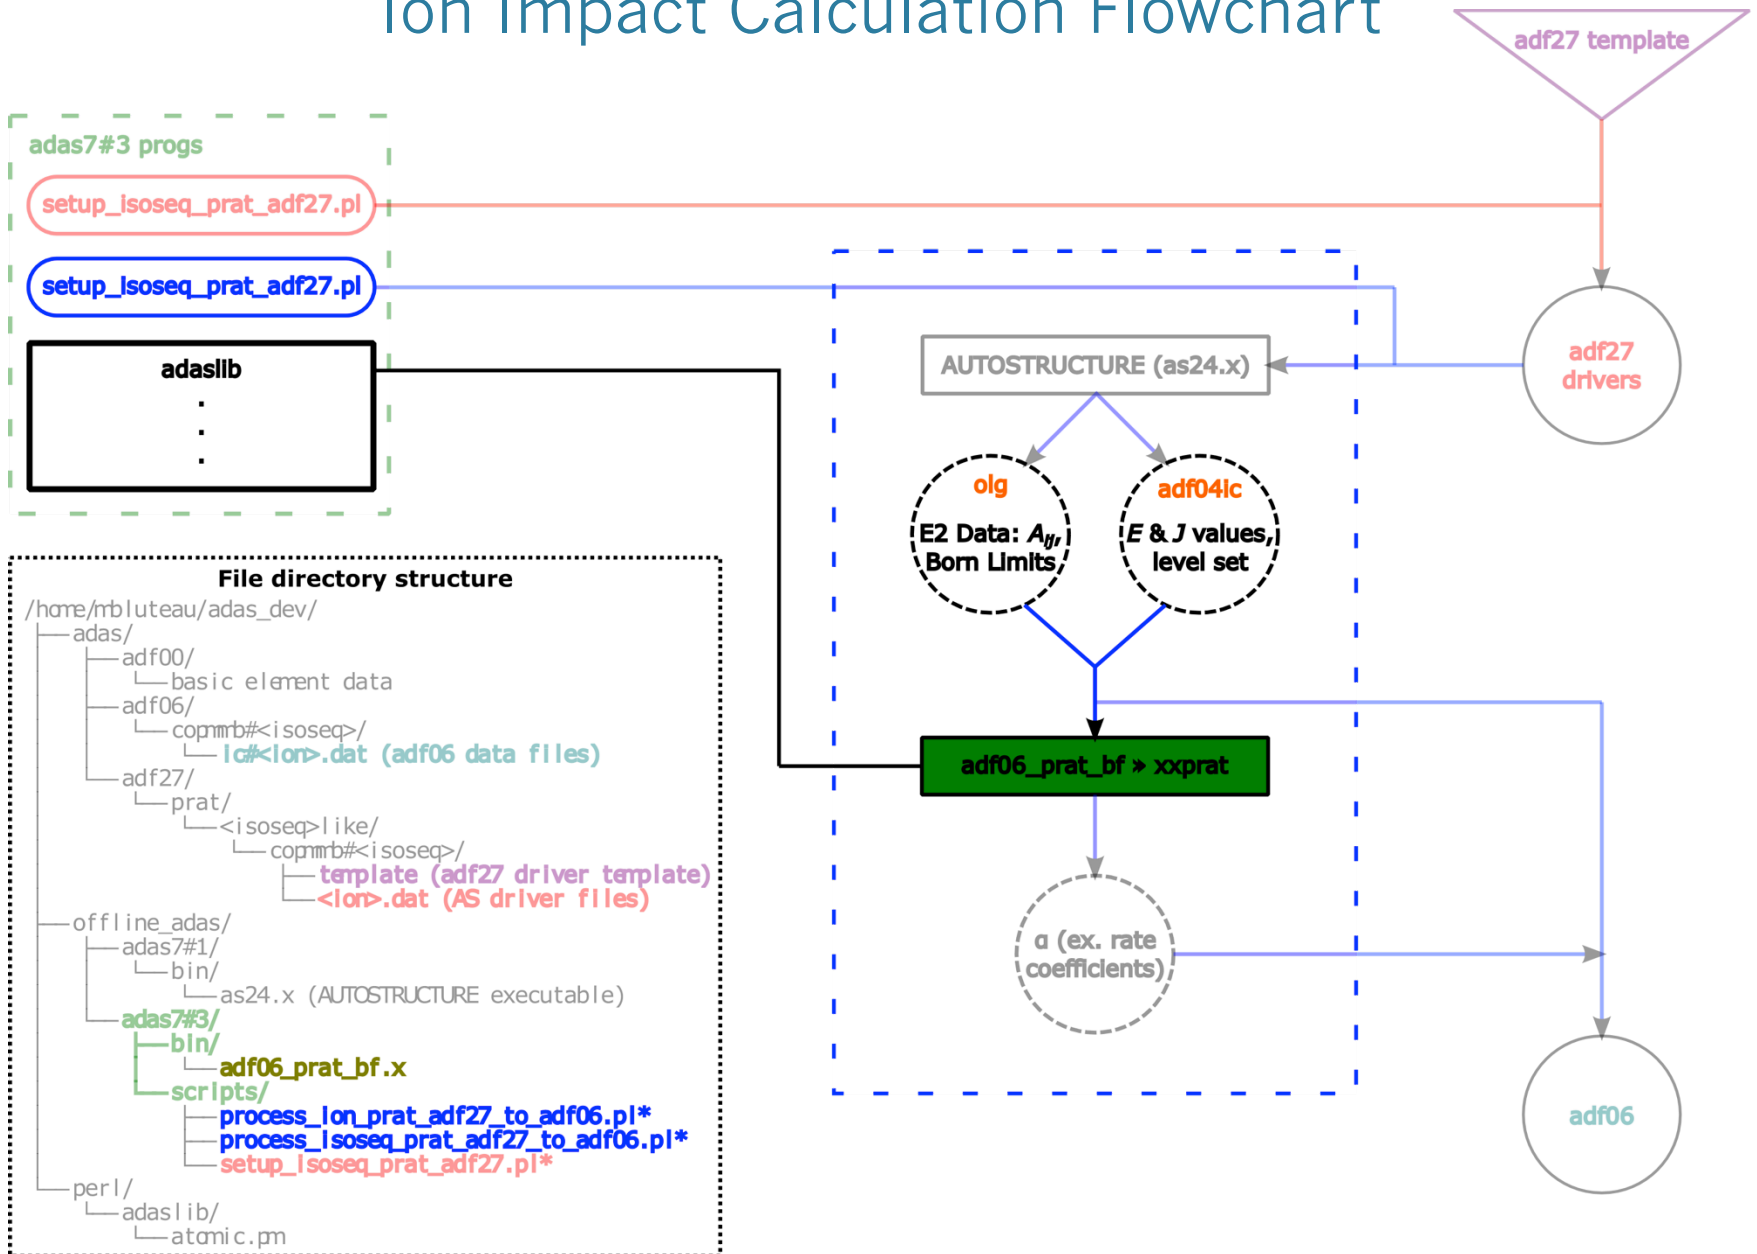 Ion Impact Calculation Flowchart
adf27 template
adas7#3 progs
setup_isoseq_prat_adf27.pl
setup_isoseq_prat_adf27.pl
adaslib
.
.
.
AUTOSTRUCTURE (as24.x)
adf27
drivers
olg
E2 Data: Aij,
Born Limits
adf04ic
E & J values,
level set
adf06_prat_bf » xxprat
α (ex. rate
coefficients)
adf06
File directory structure
/home/mbluteau/adas_dev/
adas/
adf00/
basic element data
adf06/
copmmb#<isoseq>/
ic#<ion>.dat (adf06 data files)
adf27/
prat/
<isoseq>like/
copmmb#<isoseq>/
template (adf27 driver template)
<ion>.dat (AS driver files)
offline_adas/
adas7#1/
bin/
as24.x (AUTOSTRUCTURE executable)
adas7#3/
bin/
adf06_prat_bf.x
scripts/
process_ion_prat_adf27_to_adf06.pl*
process_isoseq_prat_adf27_to_adf06.pl*
setup_isoseq_prat_adf27.pl*
perl/
adaslib/
atomic.pm